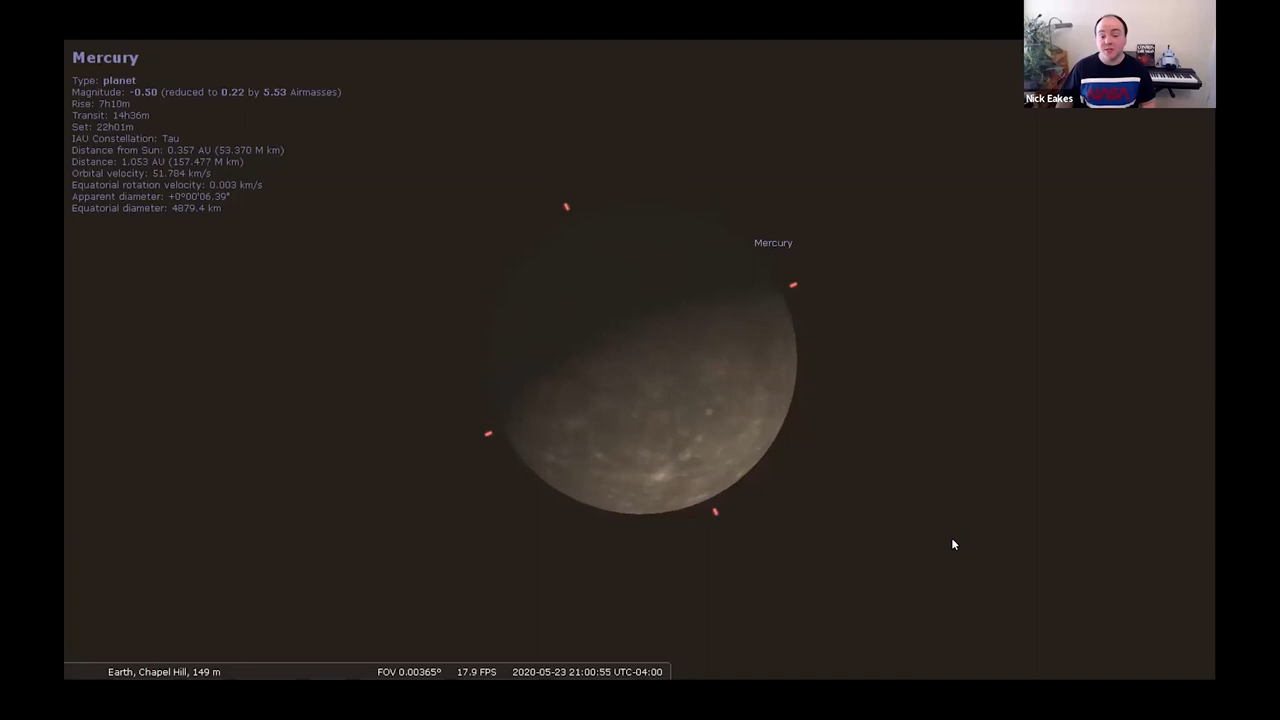 Mercury
Type: planet
Magnitude: -0.50 (reduced to 0.22 by 5.53 Airmasses)
Rise: 7h10m
Transit: 14h36m
Set: 22h01m
IAU Constellation: Tau
Distance from Sun: 0.357 AU (53.370 M km)
Distance: 1.053 AU (157.477 M km)
Orbital velocity: 51.784 km/s
Equatorial rotation velocity: 0.003 km/s
Apparent diameter: +0°00'06.39"
Equatorial diameter: 4879.4 km
NASA
Nick Eakes
Mercury
Earth, Chapel Hill, 149 m FOV 0.00365° 17.9 FPS 2020-05-23 21:00:55 UTC-04:00